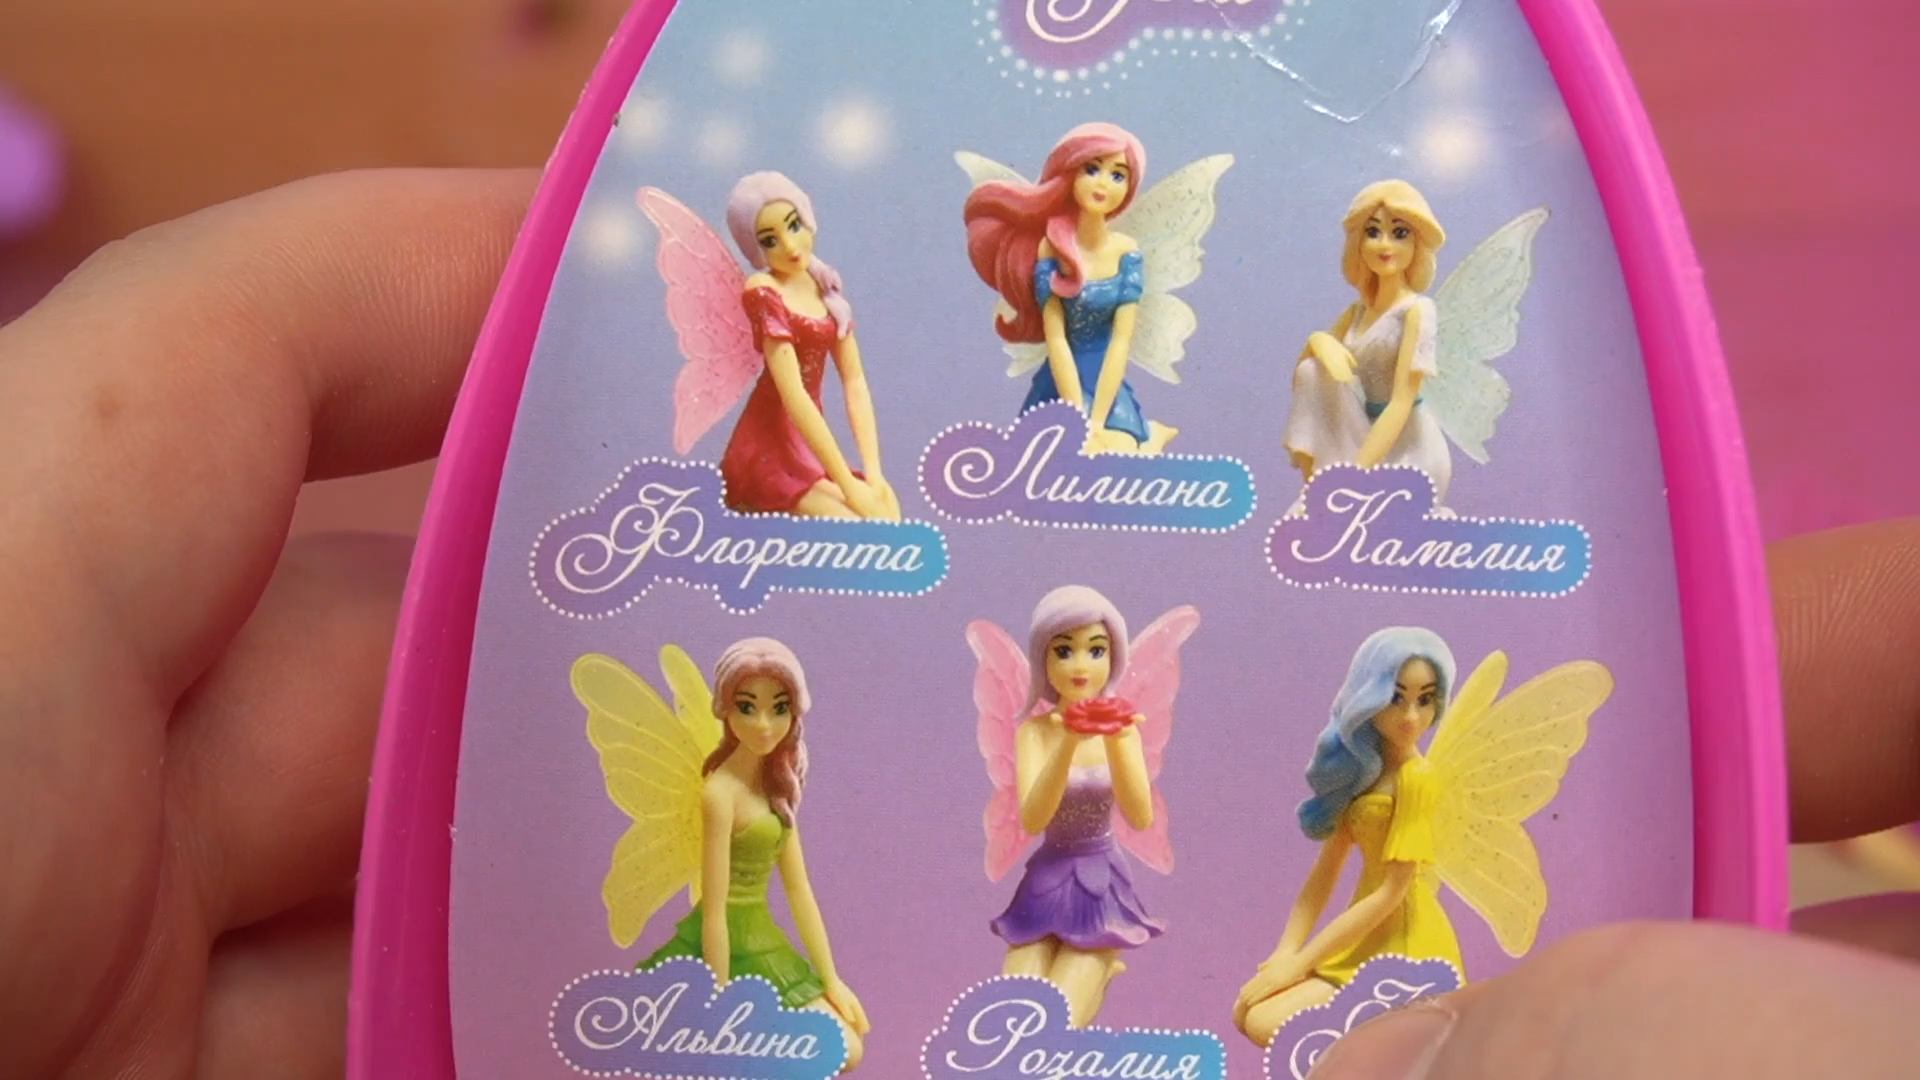 Флоретта
Лилиана
Камелия
Альвина
Розалия